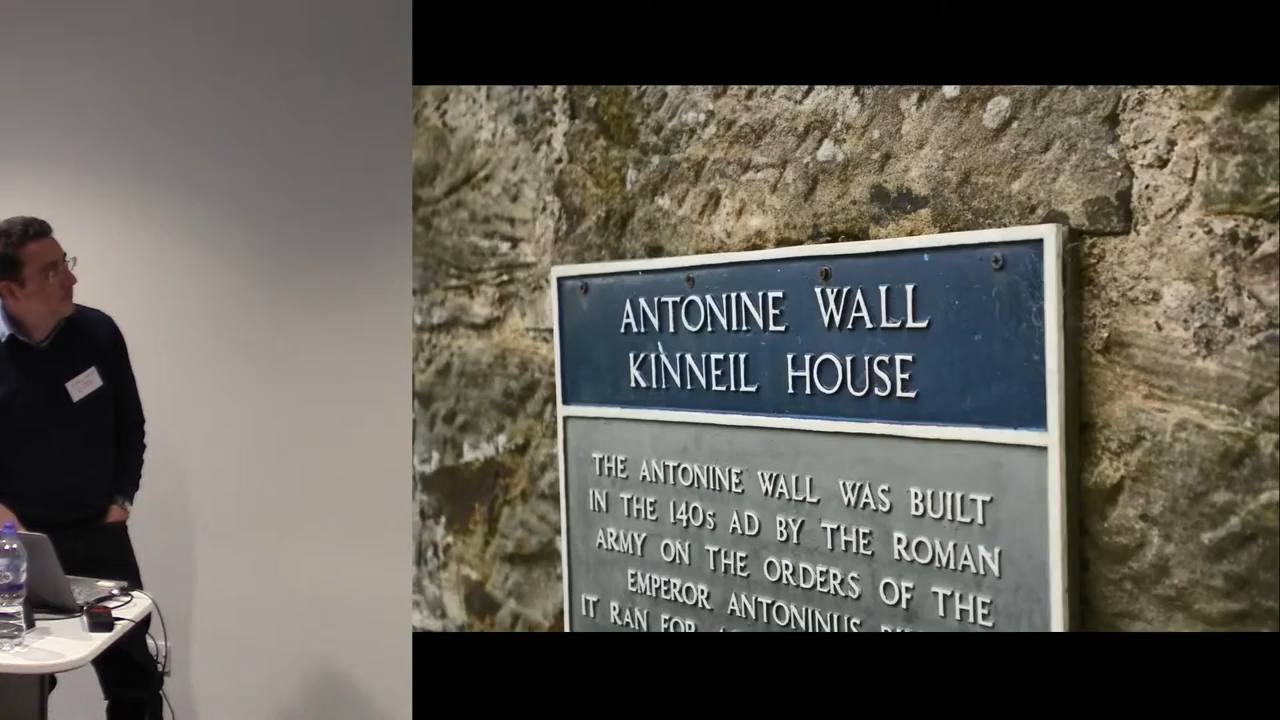 ANTONINE WALL
KINNEIL HOUSE
THE ANTONINE WALL WAS BUILT
IN THE 140s AD BY THE ROMAN
ARMY ON THE ORDERS OF THE
EMPEROR ANTONINUS
IT RAN FOR